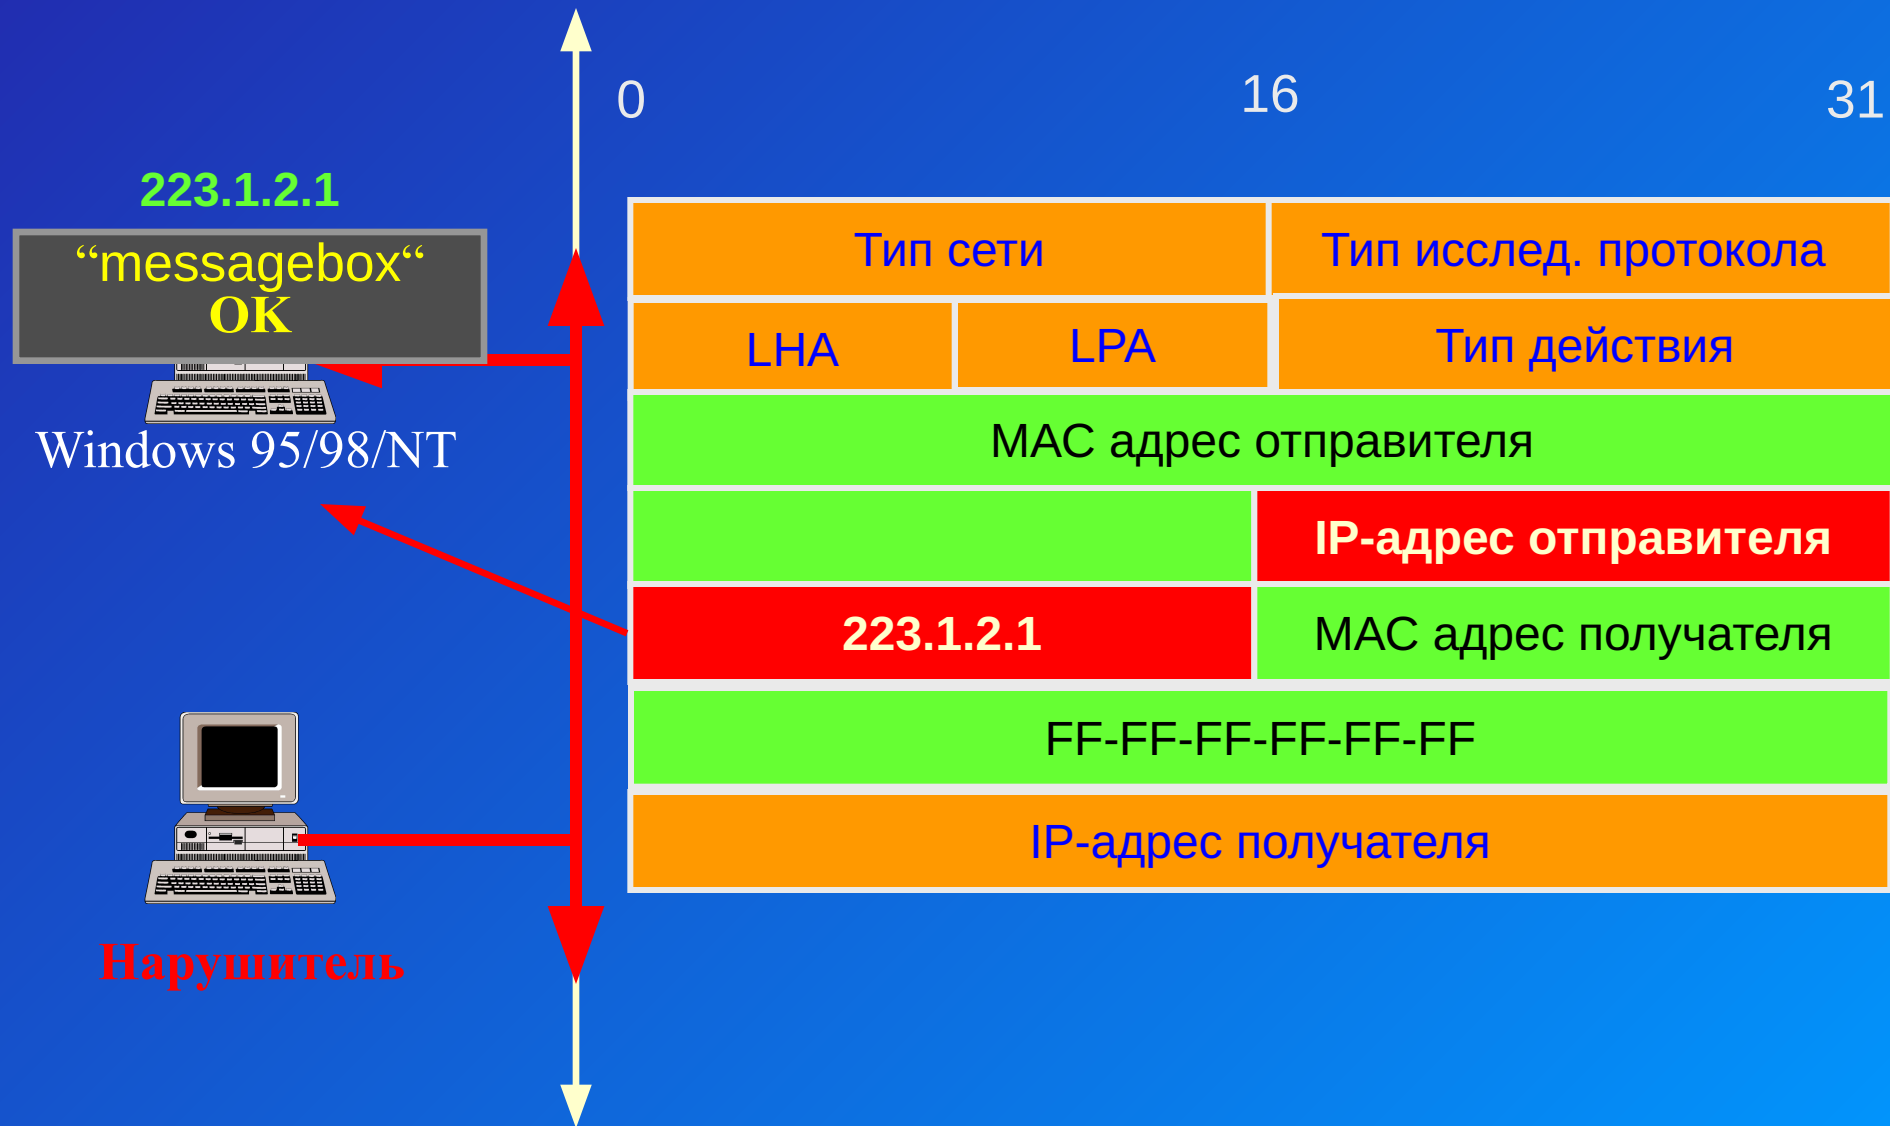 0
16
31
223.1.2.1
“messagebox“
OK
Windows 95/98/NT
Нарушитель
Тип сети
Тип исслед. протокола
LHA
LPA
Тип действия
MAC адрес отправителя
IP-адрес отправителя
223.1.2.1
MAC адрес получателя
FF-FF-FF-FF-FF-FF
IP-адрес получателя